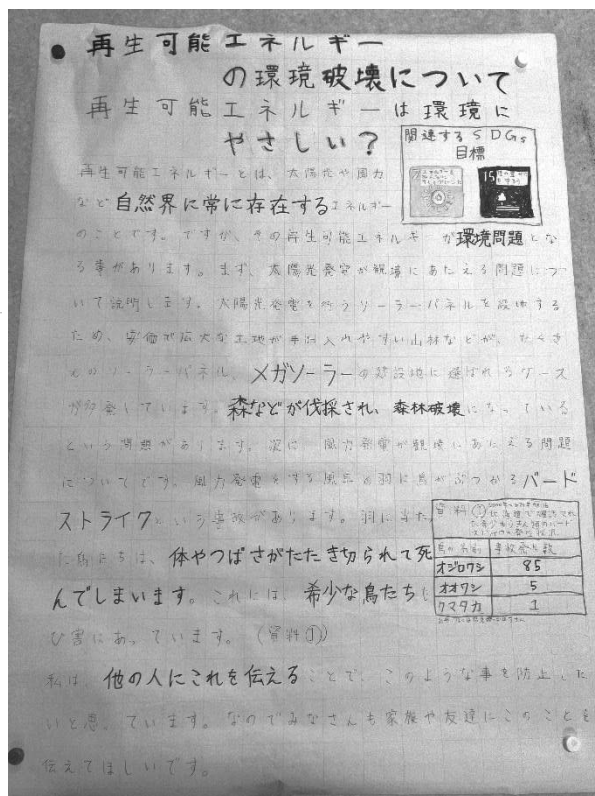 再生可能エネルギー
の環境破壊について
再生可能エネルギーは環境に
やさしい?
関連するSDGs
目標
再生可能エネルギーとは、太陽光や風力
など自然界に常に存在するエネルギー
のことです。ですが、その再生可能エネルギーが環境問題とな
る事があります。まず、太陽光発電が環境にあたえる問題につ
いて説明します。太陽光発電を行うソーラーパネルを設置する
ため、安価で広大な土地が手に入りやすい山林などが、たくさ
んのソーラーパネル、メガソーラーの建設地に選ばれるケース
が多発しています。森などが伐採され、森林破壊になっている
という問題があります。次に、風力発電が環境にあたえる問題
についてです。風力発電をする風車の羽に鳥がぶつかるバード
ストライクという事故があります。羽に当たっ
た鳥たちは、体やつばさがたたき切られて死
んでしまいます。これには、希少な鳥たちも
ひ害にあっています。(資料①)
資料①
鳥の名前 事故発生数
オジロワシ 85
オオワシ 5
クマタカ 1
私は、他の人にこれを伝えることで、このような事を防止した
いと思っています。なのでみなさんも家族や友達にこのことを
伝えてほしいです。